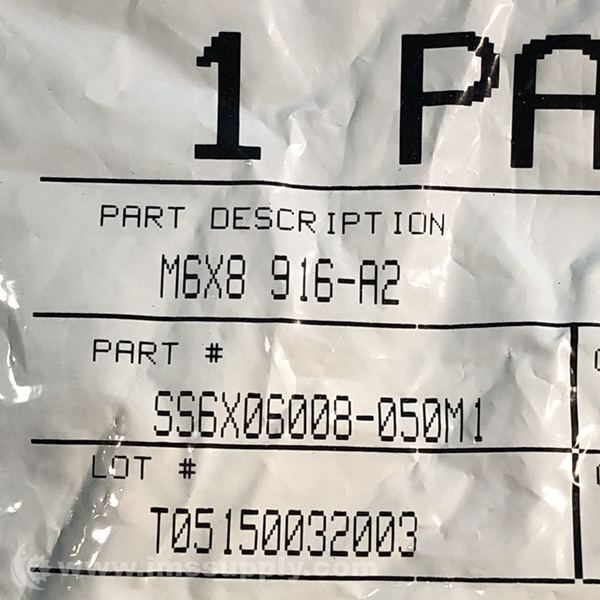 1 PA
PART DESCRIPTION
M6X8 916-A2
PART #
SS6X06008-050M1
LOT #
T05150032003
www.imssupply.com